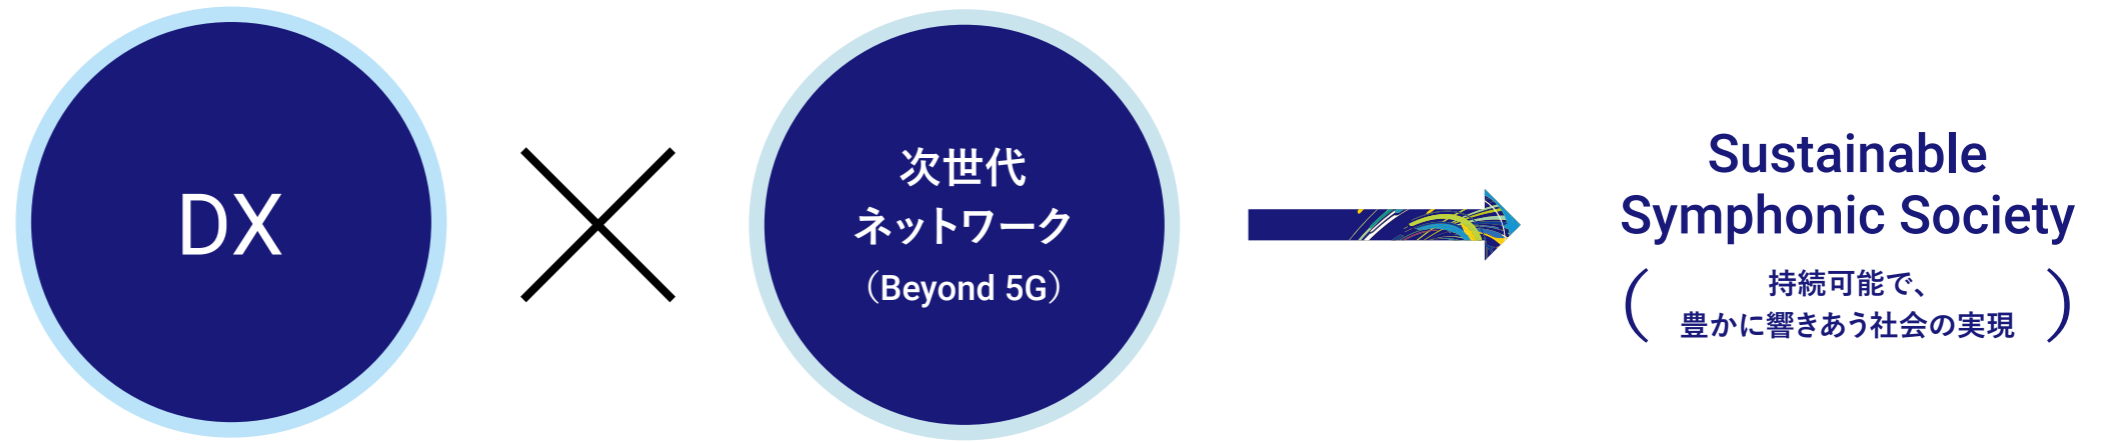 DX
次世代
ネットワーク
（Beyond 5G）
Sustainable
Symphonic Society
（持続可能で、
豊かに響きあう社会の実現）